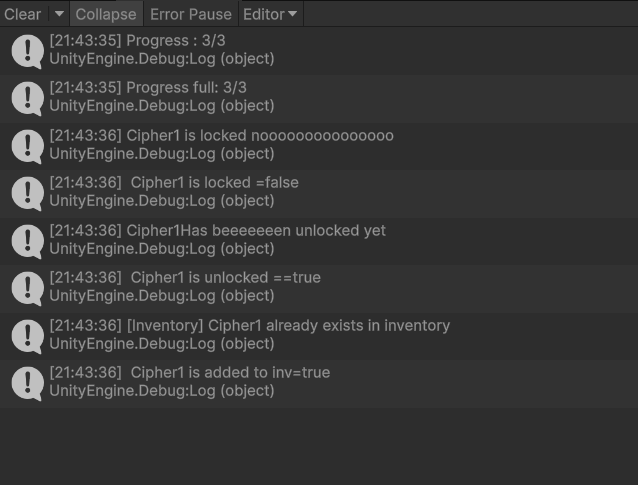 Clear Collapse Error Pause Editor
[21:43:35] Progress : 3/3
UnityEngine.Debug:Log (object)
[21:43:35] Progress full: 3/3
UnityEngine.Debug:Log (object)
[21:43:36] Cipher1 is locked nooooooooooooooo
UnityEngine.Debug:Log (object)
[21:43:36]  Cipher1 is locked =false
UnityEngine.Debug:Log (object)
[21:43:36] Cipher1Has beeeeeeen unlocked yet
UnityEngine.Debug:Log (object)
[21:43:36]  Cipher1 is unlocked ==true
UnityEngine.Debug:Log (object)
[21:43:36] [Inventory] Cipher1 already exists in inventory
UnityEngine.Debug:Log (object)
[21:43:36]  Cipher1 is added to inv=true
UnityEngine.Debug:Log (object)